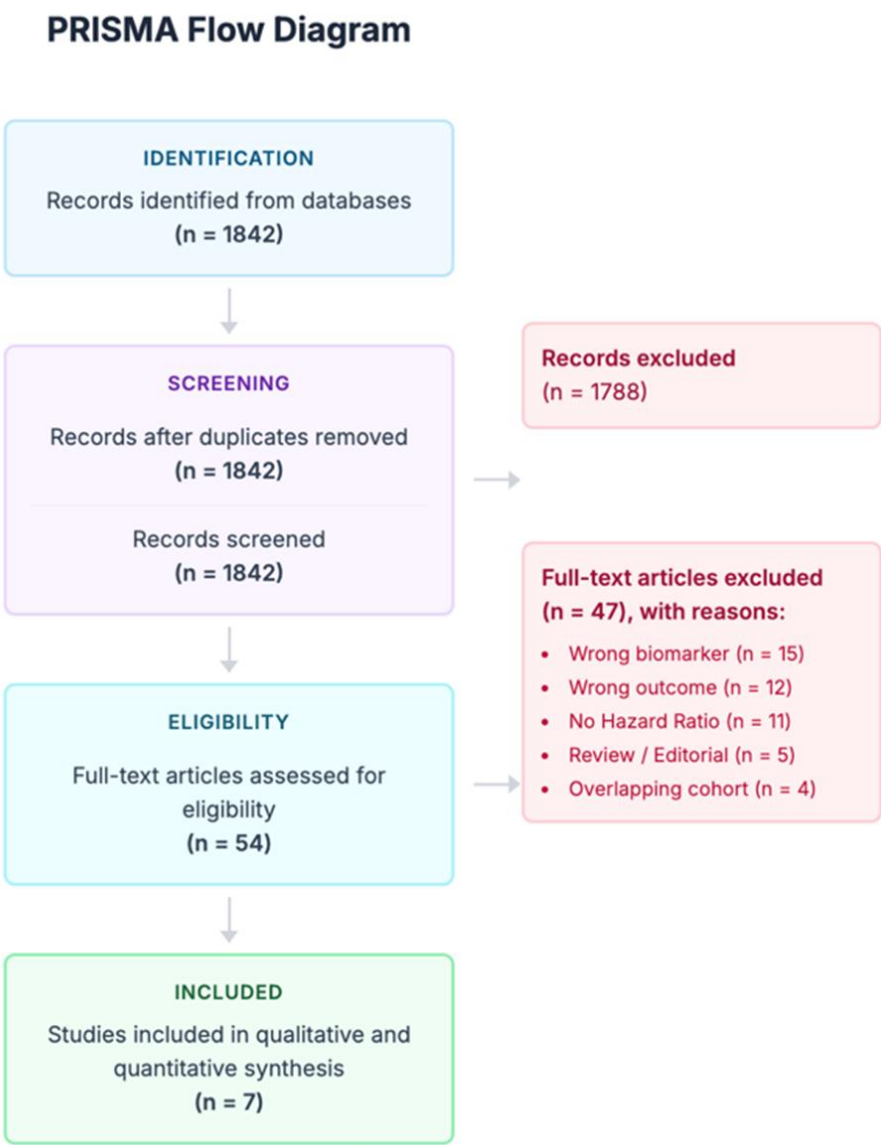 PRISMA Flow Diagram
IDENTIFICATION
Records identified from databases
(n = 1842)
SCREENING
Records after duplicates removed
(n = 1842)
Records screened
(n = 1842)
Records excluded
(n = 1788)
ELIGIBILITY
Full-text articles assessed for
eligibility
(n = 54)
Full-text articles excluded
(n = 47), with reasons:
• Wrong biomarker (n = 15)
• Wrong outcome (n = 12)
• No Hazard Ratio (n = 11)
• Review / Editorial (n = 5)
• Overlapping cohort (n = 4)
INCLUDED
Studies included in qualitative and
quantitative synthesis
(n = 7)